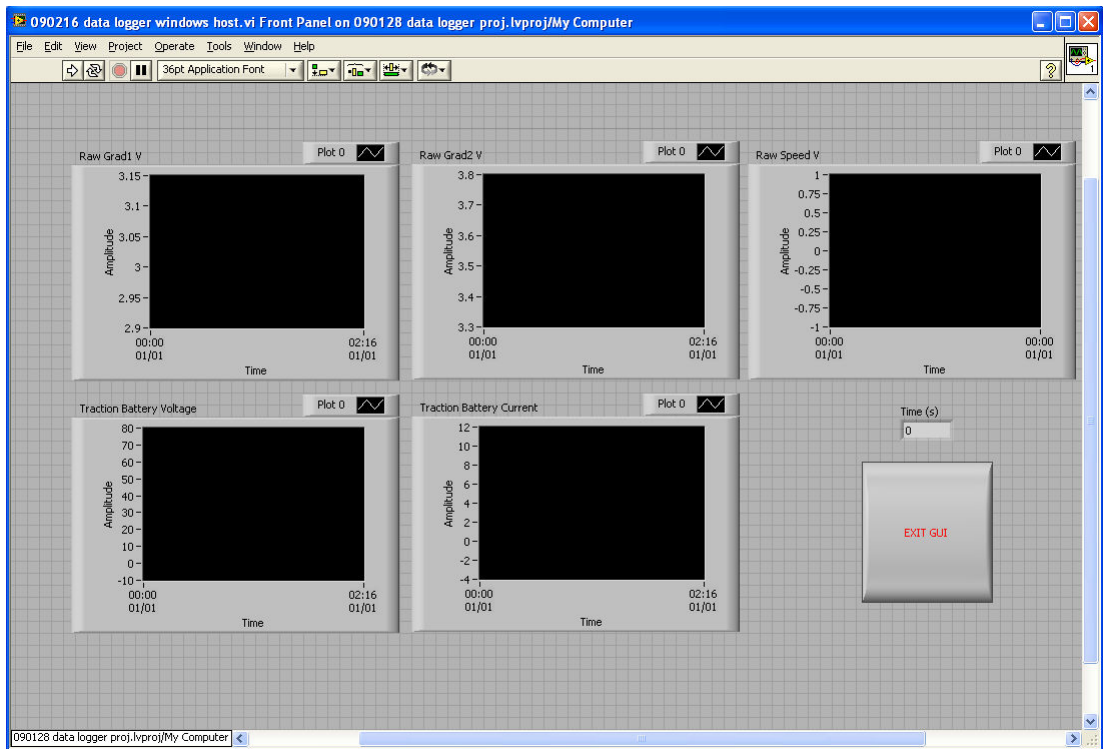 090216 data logger windows host.vi Front Panel on 090128 data logger proj.lvproj/My Computer
File Edit View Project Operate Tools Window Help
36pt Application Font
?
1
Raw Grad1 V
Plot 0
3.15
3.1
3.05
3
2.95
2.9
Amplitude
00:00
01/01
02:16
01/01
Time
Raw Grad2 V
Plot 0
3.8
3.7
3.6
3.5
3.4
3.3
Amplitude
00:00
01/01
02:16
01/01
Time
Raw Speed V
Plot 0
1
0.75
0.5
0.25
0
-0.25
-0.5
-0.75
-1
Amplitude
00:00
01/01
00:00
01/01
Time
Traction Battery Voltage
Plot 0
80
70
60
50
40
30
20
10
0
-10
Amplitude
00:00
01/01
02:16
01/01
Time
Traction Battery Current
Plot 0
12
10
8
6
4
2
0
-2
-4
Amplitude
00:00
01/01
02:16
01/01
Time
Time (s)
0
EXIT GUI
090128 data logger proj.lvproj/My Computer